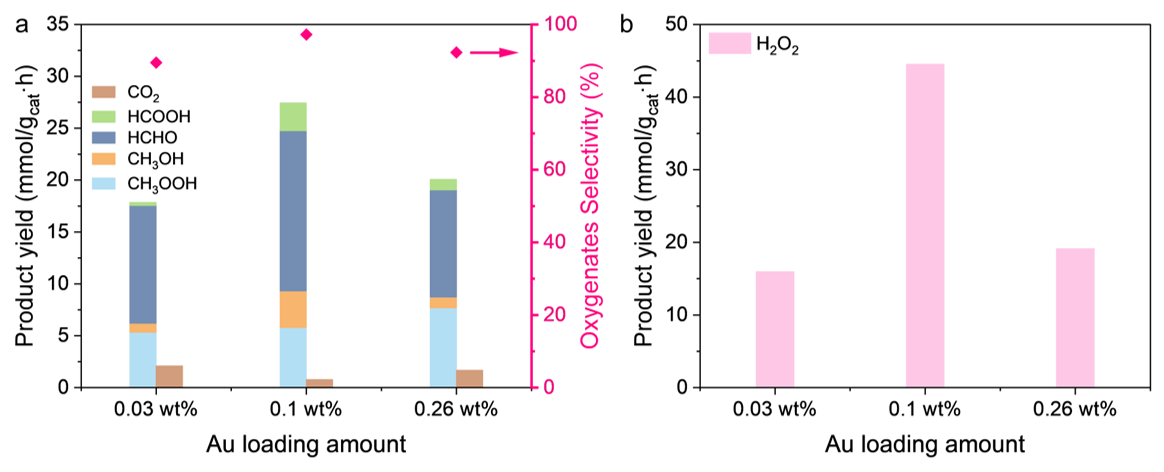 a
35
30
25
20
15
10
5
0
Product yield (mmol/g_cat·h)
CO₂
HCOOH
HCHO
CH₃OH
CH₃OOH
0.03 wt%
0.1 wt%
0.26 wt%
Au loading amount
100
80
60
40
20
0
Oxygenates Selectivity (%)
b
50
40
30
20
10
0
Product yield (mmol/g_cat·h)
H₂O₂
0.03 wt%
0.1 wt%
0.26 wt%
Au loading amount